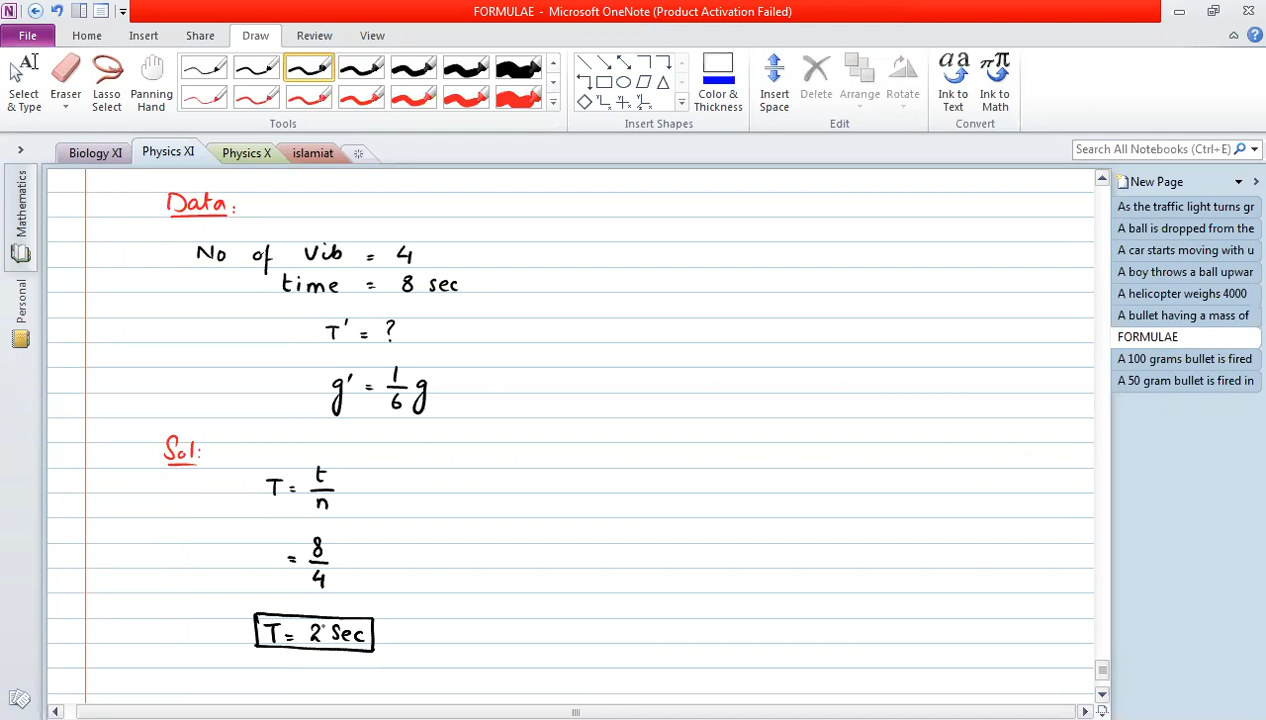 FORMULAE - Microsoft OneNote (Product Activation Failed)
File Home Insert Share Draw Review View
Select & Type
Eraser
Lasso Select
Panning Hand
Color & Thickness
Insert Space
Delete
Arrange
Rotate
Ink to Text
Ink to Math
Tools Insert Shapes Edit Convert
Biology XI Physics XI Physics X islamiat
Search All Notebooks (Ctrl+E)
Mathematics
Personal
New Page
As the traffic light turns gr
A ball is dropped from the
A car starts moving with u
A boy throws a ball upwar
A helicopter weighs 4000
A bullet having a mass of
FORMULAE
A 100 grams bullet is fired
A 50 gram bullet is fired in
Data:
No of Vib = 4
time = 8 sec
T' = ?
g' = 1/6 g
Sol:
T = t/n
= 8/4
T = 2 Sec